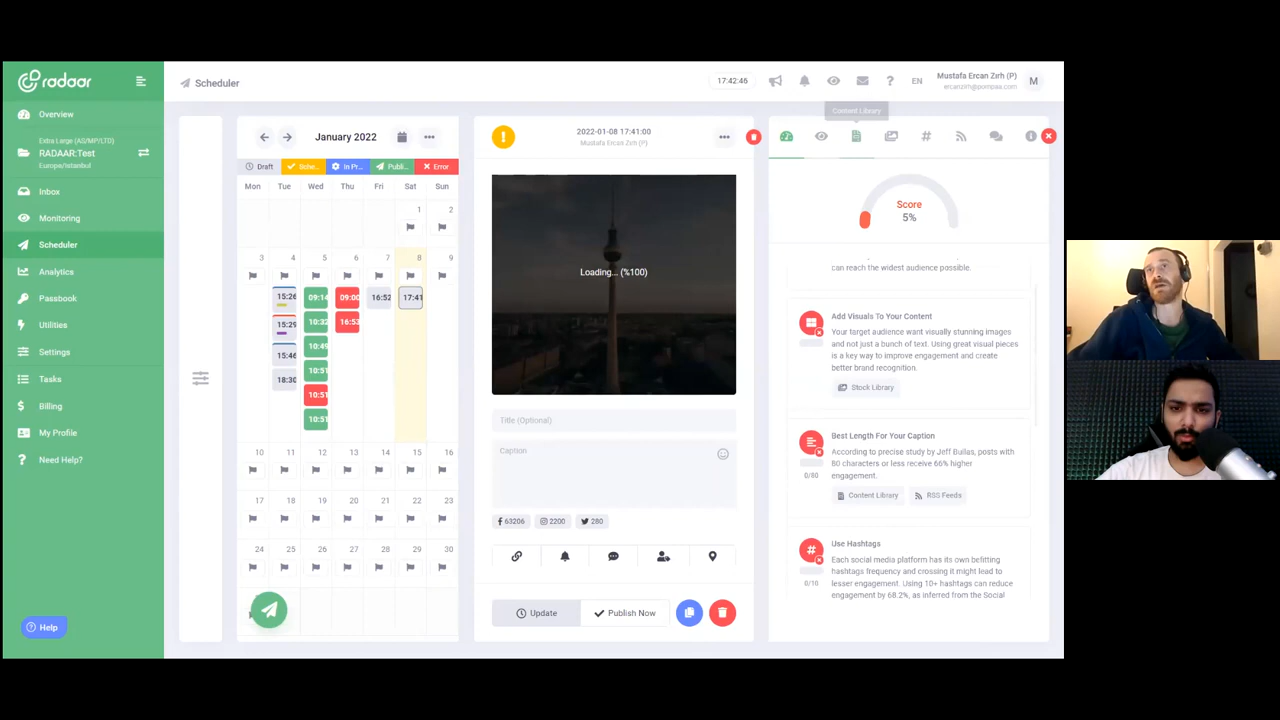 radaar
Scheduler
17:42:46
EN
Mustafa Ercan Zırh (P)
ercanzirh@pompaa.com
M
Content Library
Overview
Extra Large (AS/MP/LTD)
RADAAR:Test
Europe/Istanbul
Inbox
Monitoring
Scheduler
Analytics
Passbook
Utilities
Settings
Tasks
Billing
My Profile
Need Help?
Help
January 2022
Draft
Sche...
In Pr...
Publi...
Error
Mon Tue Wed Thu Fri Sat Sun
1 2
3 4 5 6 7 8 9
15:26 09:14 09:00 16:52 17:41
15:29 10:32 16:53
15:46 10:49
18:30 10:51
10:51
10:51
10 11 12 13 14 15 16
17 18 19 20 21 22 23
24 25 26 27 28 29 30
2022-01-08 17:41:00
Mustafa Ercan Zırh (P)
Loading... (%100)
Title (Optional)
Caption
63206
2200
280
Update
Publish Now
Score
5%
can reach the widest audience possible.
Add Visuals To Your Content
Your target audience want visually stunning images
and not just a bunch of text. Using great visual pieces
is a key way to improve engagement and create
better brand recognition.
Stock Library
Best Length For Your Caption
According to precise study by Jeff Bullas, posts with
80 characters or less receive 66% higher
engagement.
0/80
Content Library
RSS Feeds
Use Hashtags
Each social media platform has its own befitting
hashtags frequency and crossing it might lead to
lesser engagement. Using 10+ hashtags can reduce
engagement by 68.2%, as inferred from the Social
0/10